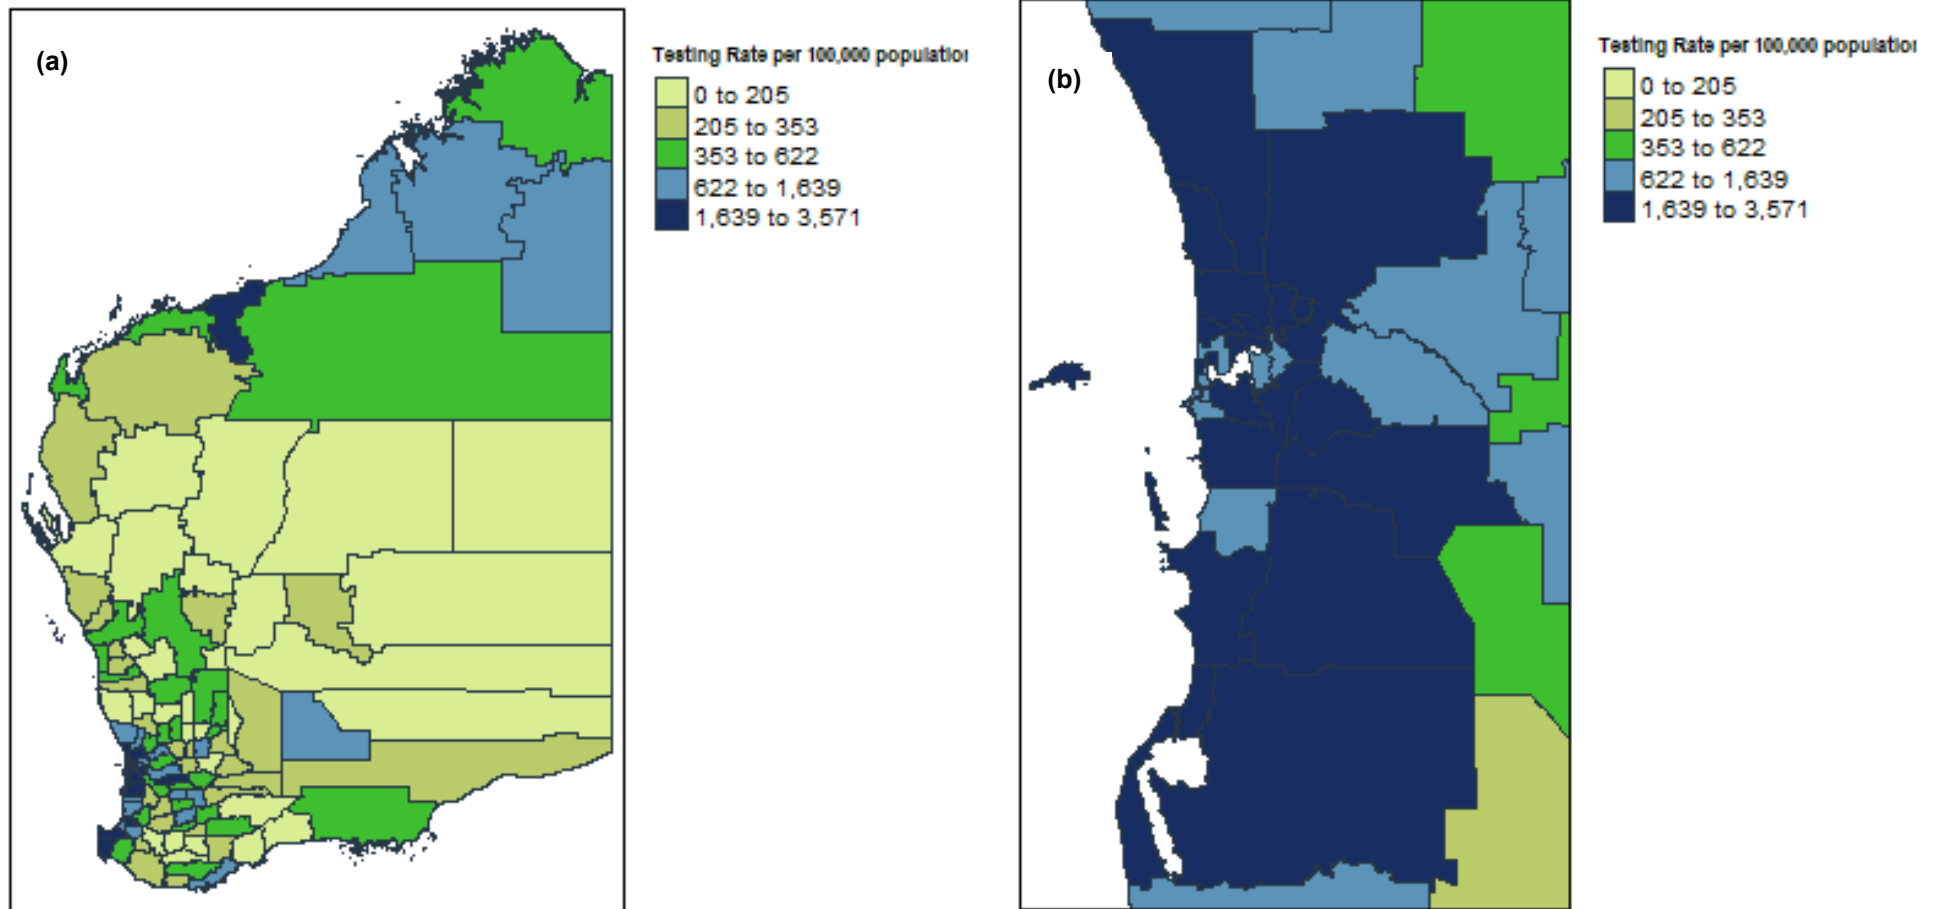 (a)
Testing Rate per 100,000 population
0 to 205
205 to 353
353 to 622
622 to 1,639
1,639 to 3,571
(b)
Testing Rate per 100,000 population
0 to 205
205 to 353
353 to 622
622 to 1,639
1,639 to 3,571